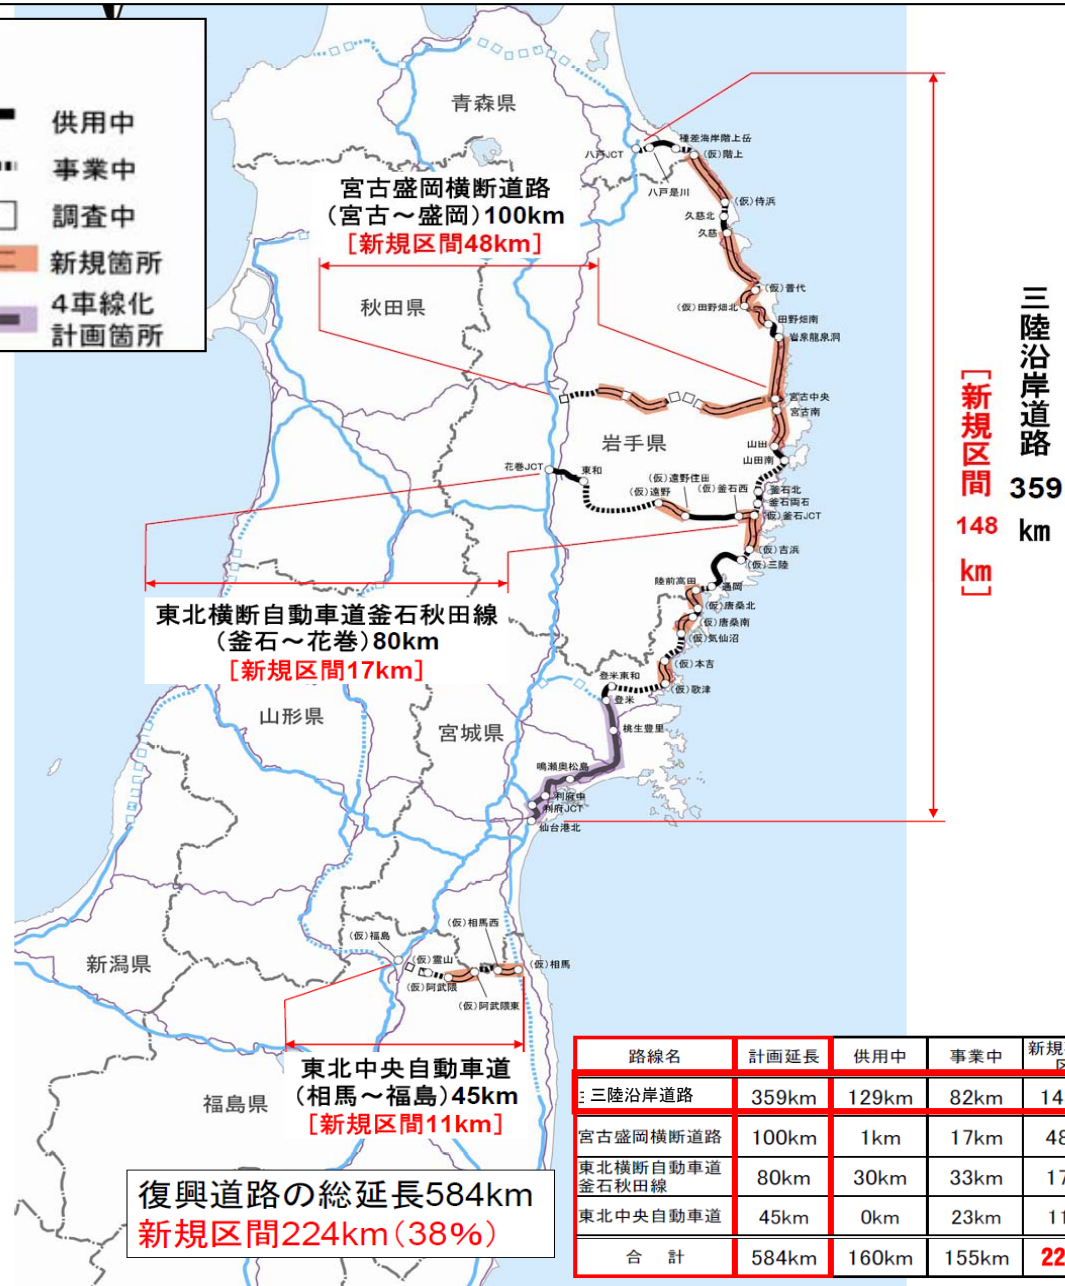 供用中
事業中
調査中
新規箇所
4車線化
計画箇所
青森県
八戸JCT
種差海岸階上岳
(仮)階上
八戸是川
(仮)侍浜
久慈北
久慈
(仮)普代
(仮)田野畑北
田野畑南
岩泉龍泉洞
宮古盛岡横断道路
(宮古～盛岡)100km
[新規区間48km]
秋田県
宮古中央
宮古南
岩手県
山田
山田南
花巻JCT
東和
(仮)遠野住田
(仮)遠野
(仮)釜石西
釜石北
釜石両石
(仮)釜石JCT
(仮)吉浜
(仮)三陸
通岡
陸前高田
(仮)唐桑北
(仮)唐桑南
(仮)気仙沼
(仮)本吉
(仮)歌津
三陸沿岸道路
359
km
[新規区間
148
km]
東北横断自動車道釜石秋田線
(釜石～花巻)80km
[新規区間17km]
登米東和
登米
桃生豊里
山形県
宮城県
鳴瀬奥松島
利府中
利府JCT
仙台港北
(仮)相馬西
(仮)福島
(仮)霊山
(仮)相馬
(仮)阿武隈
(仮)阿武隈東
新潟県
東北中央自動車道
(相馬～福島)45km
[新規区間11km]
福島県
復興道路の総延長584km
新規区間224km(38%)
路線名 計画延長 供用中 事業中 新規
三陸沿岸道路 359km 129km 82km 14
宮古盛岡横断道路 100km 1km 17km 48
東北横断自動車道
釜石秋田線 80km 30km 33km 17
東北中央自動車道 45km 0km 23km 11
合 計 584km 160km 155km 22